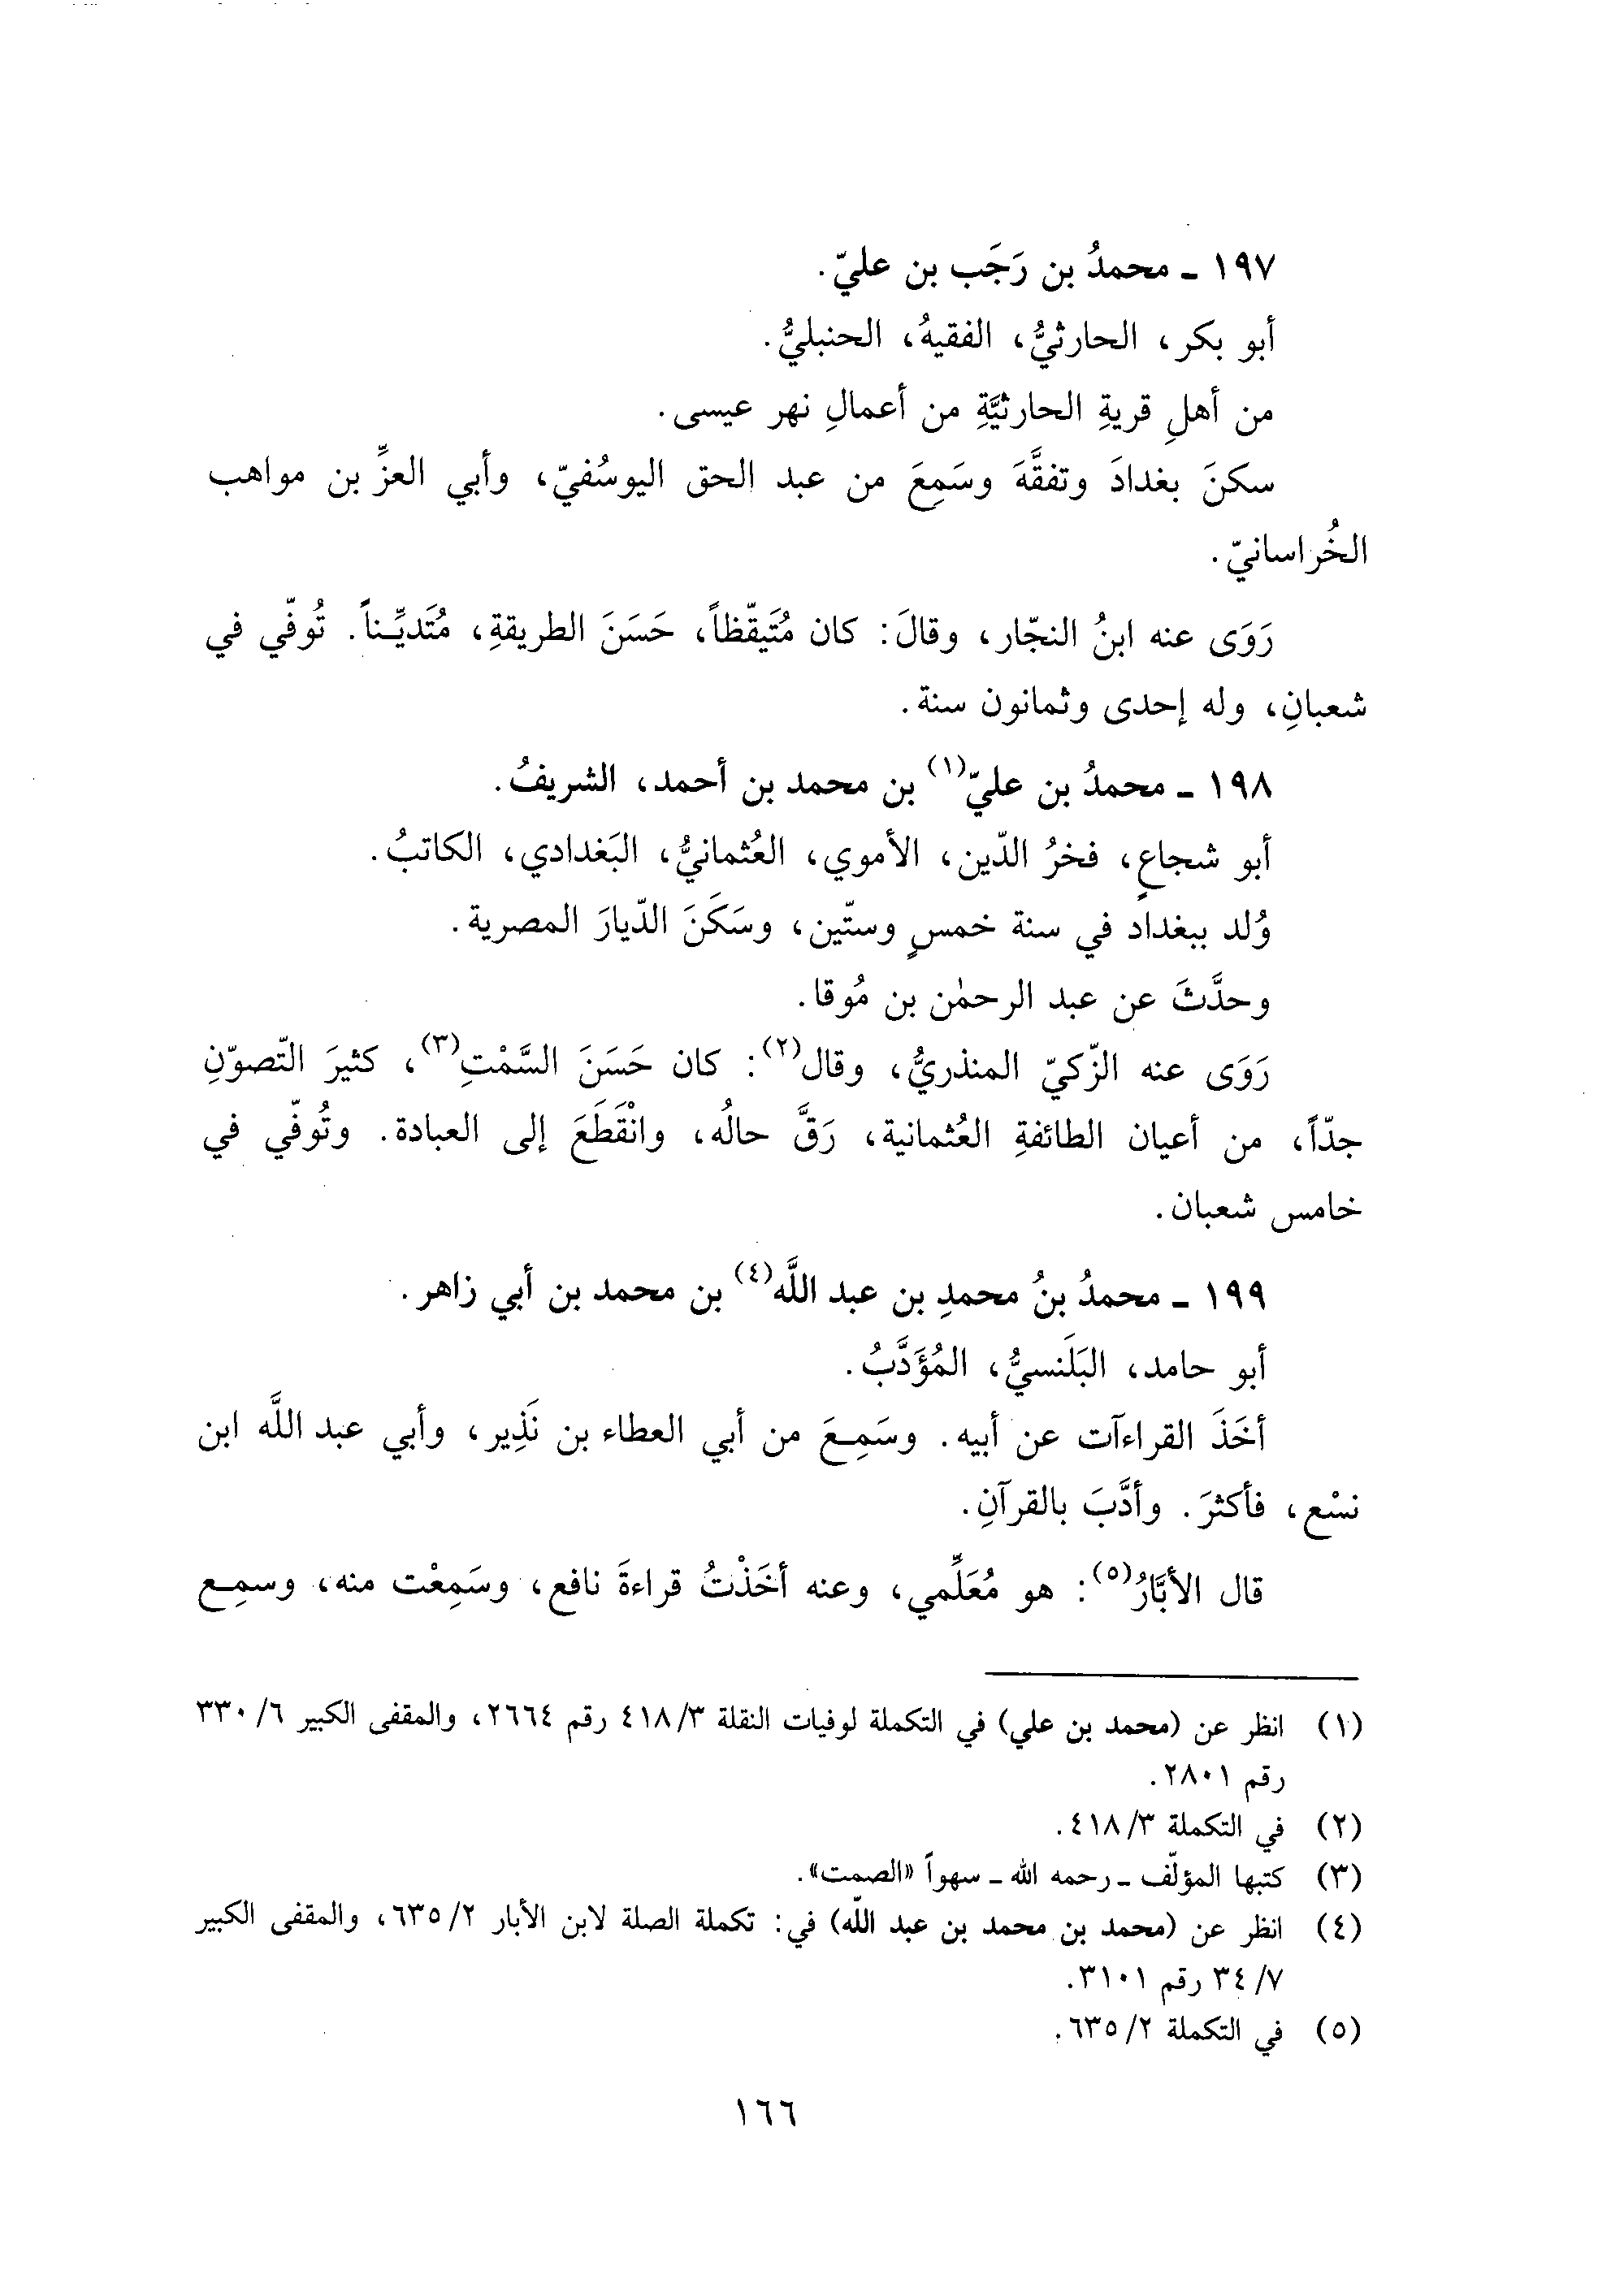 ١٩٧ ـ محمدُ بن رَجَب بن عليّ.
أبو بكر، الحارثيُّ، الفقيهُ، الحنبليُّ.
من أهلِ قريةِ الحارثيَّةِ من أعمالِ نهر عيسى.
سكنَ بغدادَ وتفقَّهَ وسَمِعَ من عبد الحق اليوسُفيّ، وأبي العزِّ بن مواهب
الخُراسانيّ.
رَوَى عنه ابنُ النجّار، وقالَ: كان مُتَيقّظاً، حَسَنَ الطريقةِ، مُتَديِّناً. تُوفّي في
شعبانِ، وله إحدى وثمانون سنة.
١٩٨ ـ محمدُ بن عليّ(١) بن محمد بن أحمد، الشريفُ.
أبو شجاعٍ، فخرُ الدّين، الأموي، العُثمانيُّ، البَغدادي، الكاتبُ.
وُلد ببغداد في سنة خمسٍ وستّين، وسَكَنَ الدّيارَ المصرية.
وحدَّثَ عن عبد الرحمٰن بن مُوقا.
رَوَى عنه الزّكيّ المنذريُّ، وقال(٢): كان حَسَنَ السَّمْتِ(٣)، كثيرَ التّصوّنِ
جدّاً، من أعيان الطائفةِ العُثمانية، رَقَّ حالُه، وانْقَطَعَ إلى العبادة. وتُوفّي في
خامس شعبان.
١٩٩ ـ محمدُ بنُ محمدِ بن عبد اللَّه(٤) بن محمد بن أبي زاهر.
أبو حامد، البَلَنسيُّ، المُؤَدَّبُ.
أخَذَ القراءآت عن أبيه. وسَمِعَ من أبي العطاء بن نَذِير، وأبي عبد اللَّه ابن
نسْع، فأكثرَ. وأدَّبَ بالقرآنِ.
قال الأبَّارُ(٥): هو مُعَلِّمي، وعنه أخَذْتُ قراءةَ نافع، وسَمِعْت منه، وسمِع
(١) انظر عن (محمد بن علي) في التكملة لوفيات النقلة ٤١٨/٣ رقم ٢٦٦٤، والمقفى الكبير ٣٣٠/٦
رقم ٢٨٠١.
(٢) في التكملة ٤١٨/٣.
(٣) كتبها المؤلّف ـ رحمه الله ـ سهواً «الصمت».
(٤) انظر عن (محمد بن محمد بن عبد اللّه) في: تكملة الصلة لابن الأبار ٦٣٥/٢، والمقفى الكبير
٣٤/٧ رقم ٣١٠١.
(٥) في التكملة ٦٣٥/٢.
١٦٦